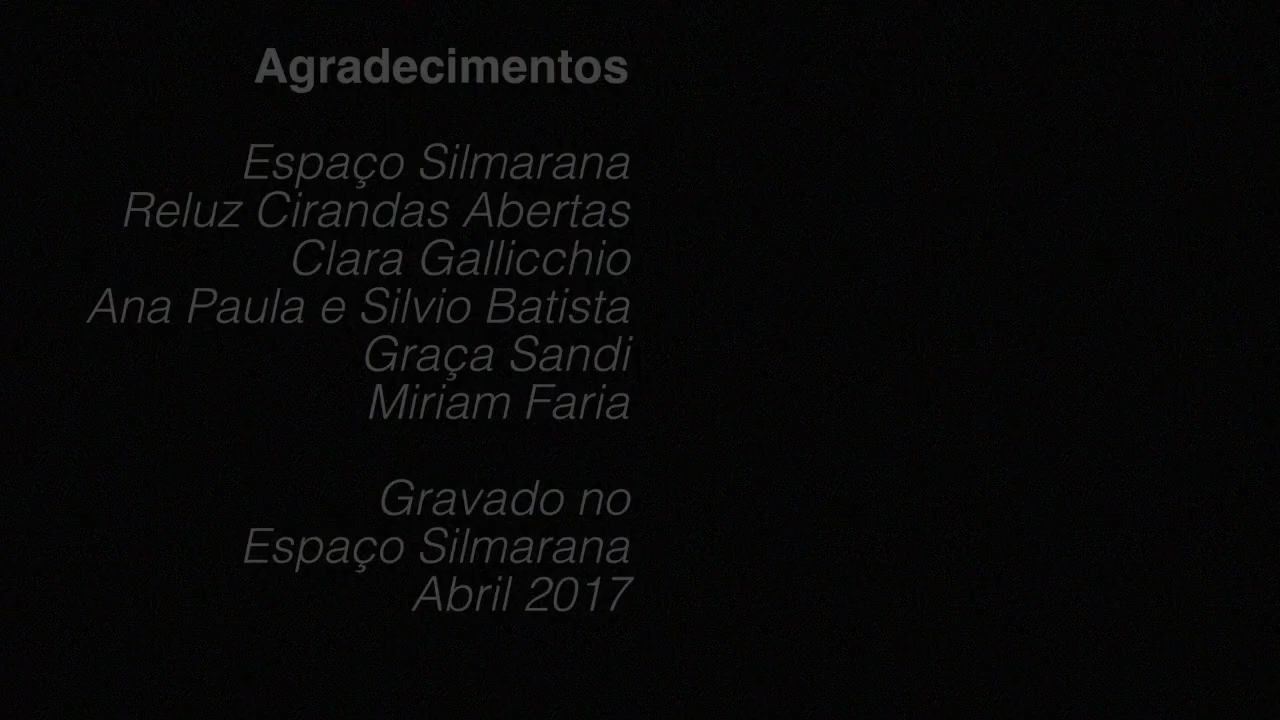 Agradecimentos
Espaço Silmarana
Reluz Cirandas Abertas
Clara Gallicchio
Ana Paula e Silvio Batista
Graça Sandi
Miriam Faria
Gravado no
Espaço Silmarana
Abril 2017